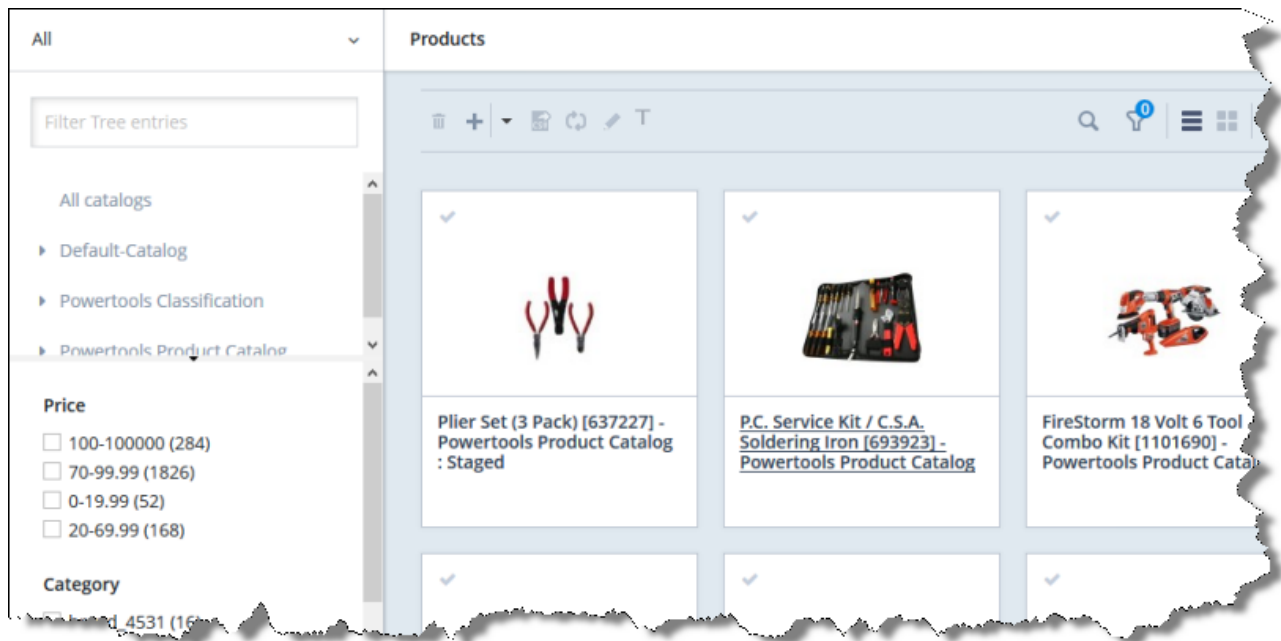 All
Products
Filter Tree entries
0
All catalogs
Default-Catalog
Powertools Classification
Powertools Product Catalog
Price
100-100000 (284)
70-99.99 (1826)
0-19.99 (52)
20-69.99 (168)
Category
4531
Plier Set (3 Pack) [637227] -
Powertools Product Catalog
: Staged
P.C. Service Kit / C.S.A.
Soldering Iron [693923] -
Powertools Product Catalog
FireStorm 18 Volt 6 Tool
Combo Kit [1101690] -
Powertools Product